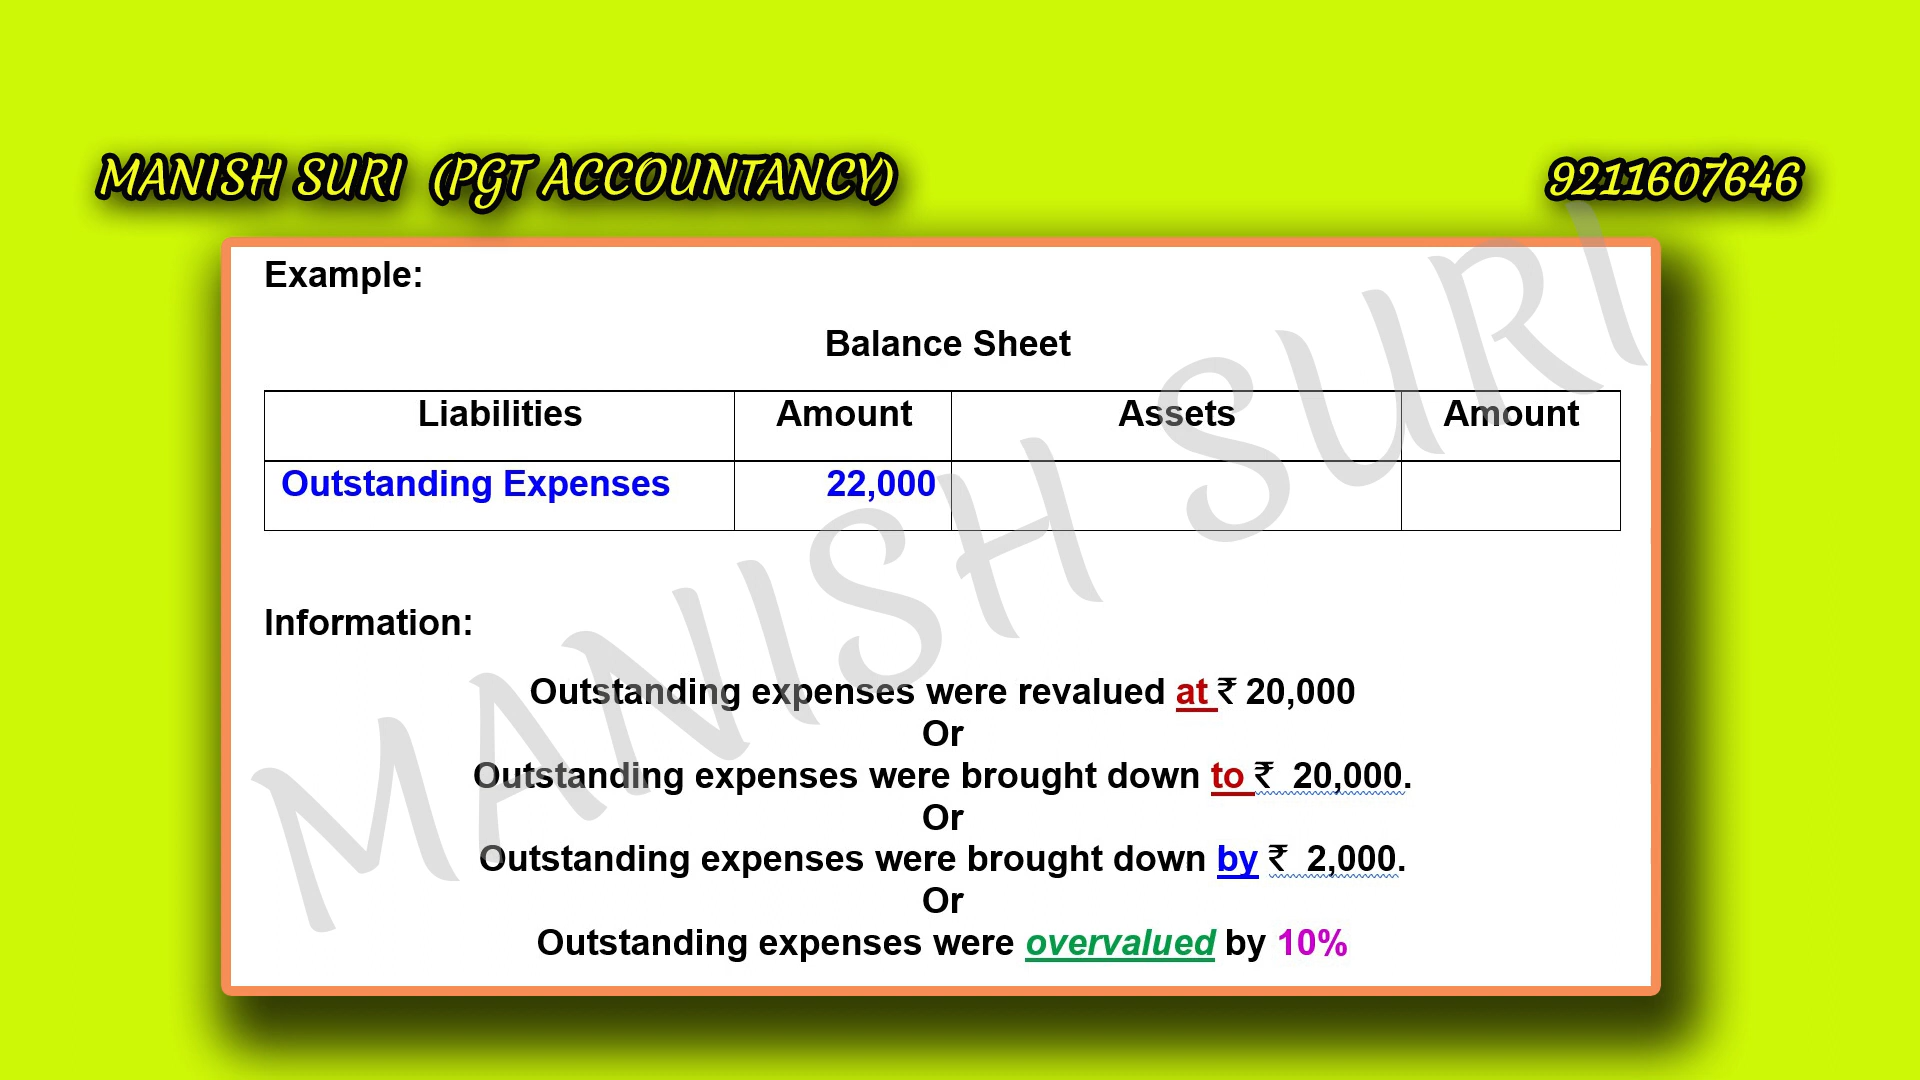 MANISH SURI (PGT ACCOUNTANCY)
9211607646
Example:
Balance Sheet
Liabilities Amount Assets Amount
Outstanding Expenses 22,000
Information:
Outstanding expenses were revalued at ₹ 20,000
Or
Outstanding expenses were brought down to ₹ 20,000.
Or
Outstanding expenses were brought down by ₹ 2,000.
Or
Outstanding expenses were overvalued by 10%
MANISH SURI